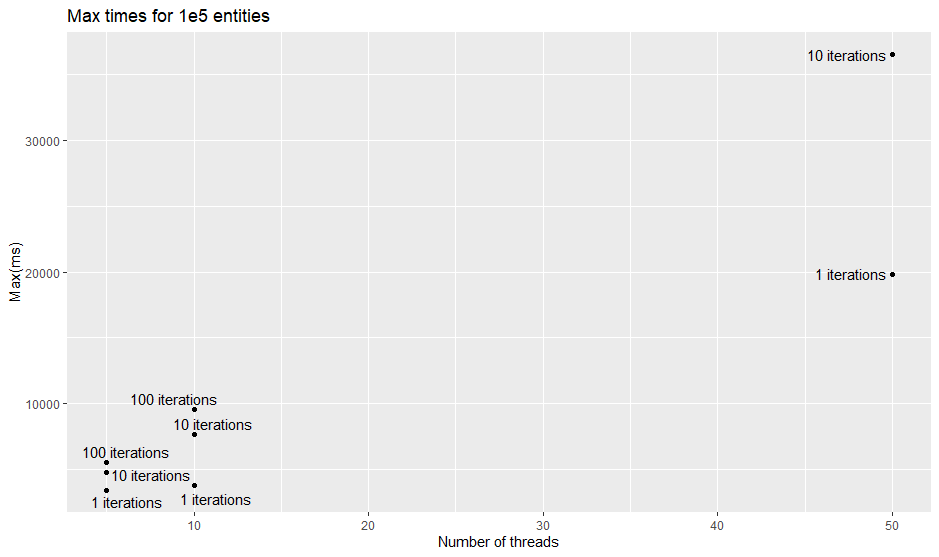 Max times for 1e5 entities
10 iterations
30000
Max(ms)
20000
1 iterations
10000
100 iterations
10 iterations
100 iterations
10 iterations
1 iterations
1 iterations
10
20
30
40
50
Number of threads